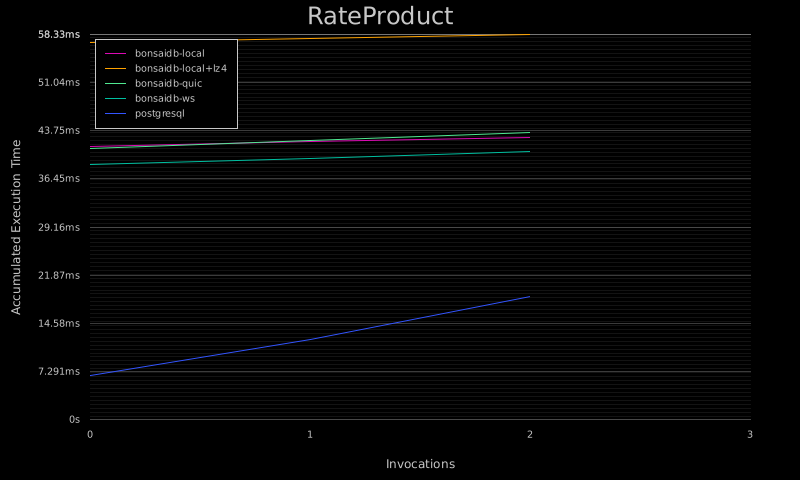 RateProduct
58.33ms
bonsaidb-local
bonsaidb-local+lz4
bonsaidb-quic
bonsaidb-ws
postgresql
51.04ms
43.75ms
36.45ms
29.16ms
21.87ms
14.58ms
7.291ms
0s
Accumulated Execution Time
0 1 2 3
Invocations